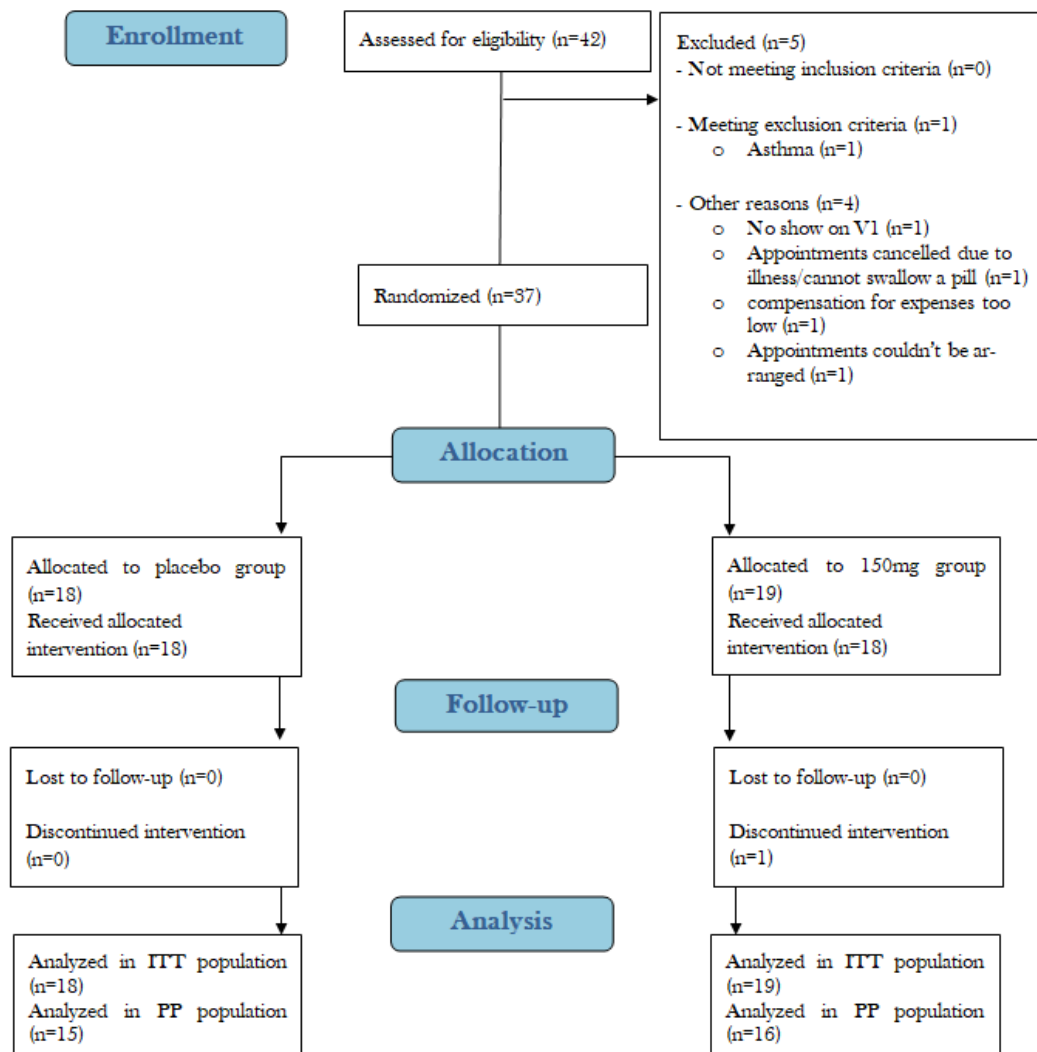 Enrollment
Assessed for eligibility (n=42)
Excluded (n=5)
- Not meeting inclusion criteria (n=0)
- Meeting exclusion criteria (n=1)
o Asthma (n=1)
- Other reasons (n=4)
o No show on V1 (n=1)
o Appointments cancelled due to
illness/cannot swallow a pill (n=1)
o compensation for expenses too
low (n=1)
o Appointments couldn't be ar-
ranged (n=1)
Randomized (n=37)
Allocation
Allocated to placebo group
(n=18)
Received allocated
intervention (n=18)
Allocated to 150mg group
(n=19)
Received allocated
intervention (n=18)
Follow-up
Lost to follow-up (n=0)
Discontinued intervention
(n=0)
Lost to follow-up (n=0)
Discontinued intervention
(n=1)
Analysis
Analyzed in ITT population
(n=18)
Analyzed in PP population
(n=15)
Analyzed in ITT population
(n=19)
Analyzed in PP population
(n=16)